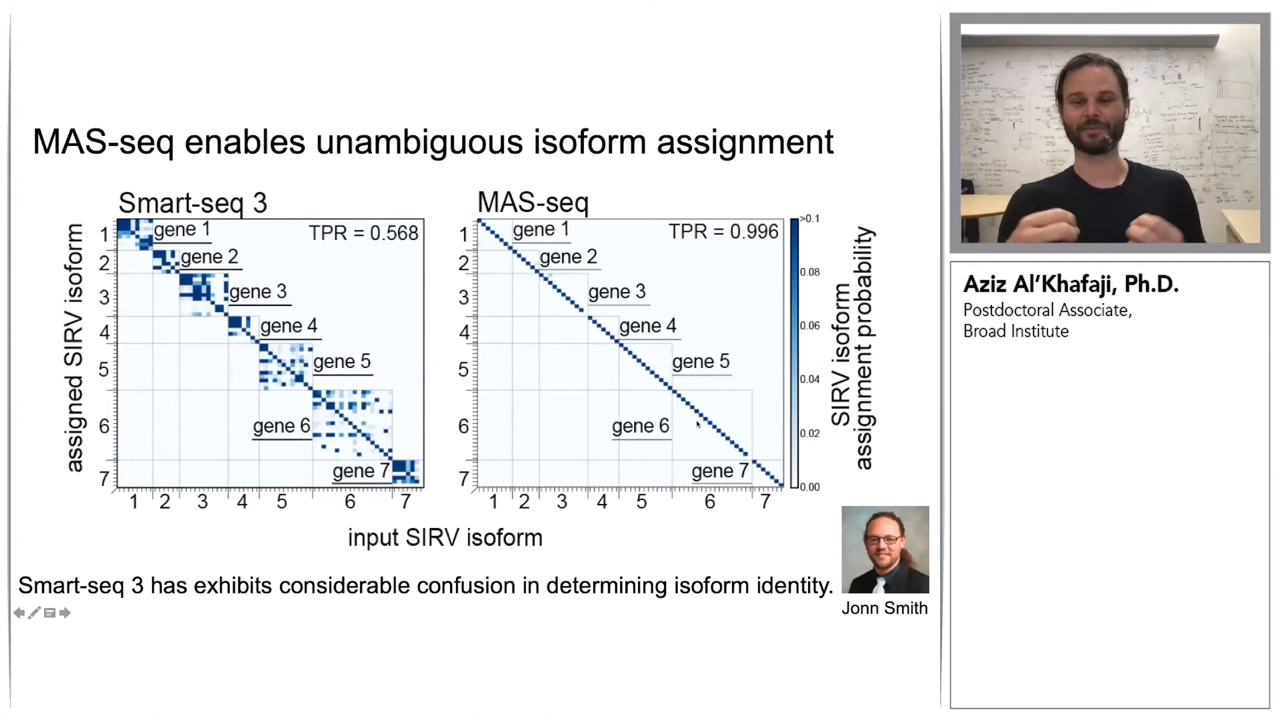 MAS-seq enables unambiguous isoform assignment
Smart-seq 3
TPR = 0.568
gene 1
gene 2
gene 3
gene 4
gene 5
gene 6
gene 7
assigned SIRV isoform
1
2
3
4
5
6
7
1 2 3 4 5 6 7
MAS-seq
TPR = 0.996
gene 1
gene 2
gene 3
gene 4
gene 5
gene 6
gene 7
1
2
3
4
5
6
7
1 2 3 4 5 6 7
input SIRV isoform
>0.1
0.08
0.06
0.04
0.02
0.00
SIRV isoform
assignment probability
Smart-seq 3 has exhibits considerable confusion in determining isoform identity.
Jonn Smith
Aziz Al’Khafaji, Ph.D.
Postdoctoral Associate,
Broad Institute